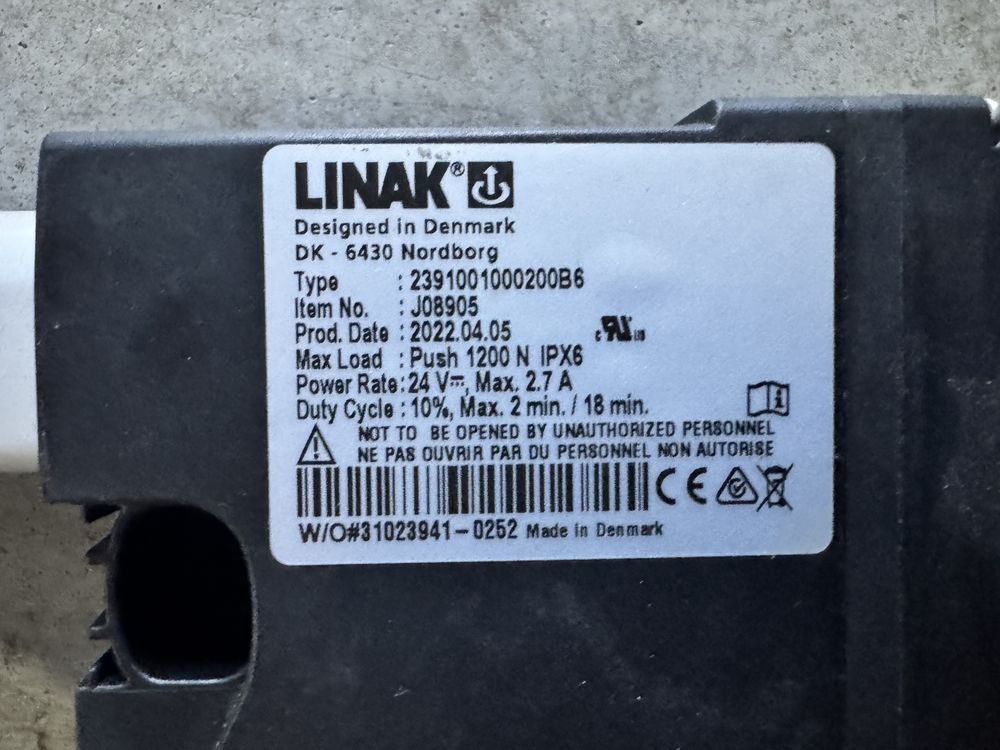 LINAK®
Designed in Denmark
DK - 6430 Nordborg
Type : 2391001000200B6
Item No. : J08905
Prod. Date : 2022.04.05
Max Load : Push 1200 N IPX6
Power Rate: 24 V⎓, Max. 2.7 A
Duty Cycle : 10%, Max. 2 min. / 18 min.
NOT TO BE OPENED BY UNAUTHORIZED PERSONNEL
NE PAS OUVRIR PAR DU PERSONNEL NON AUTORISE
CE
W/O#31023941-0252 Made in Denmark